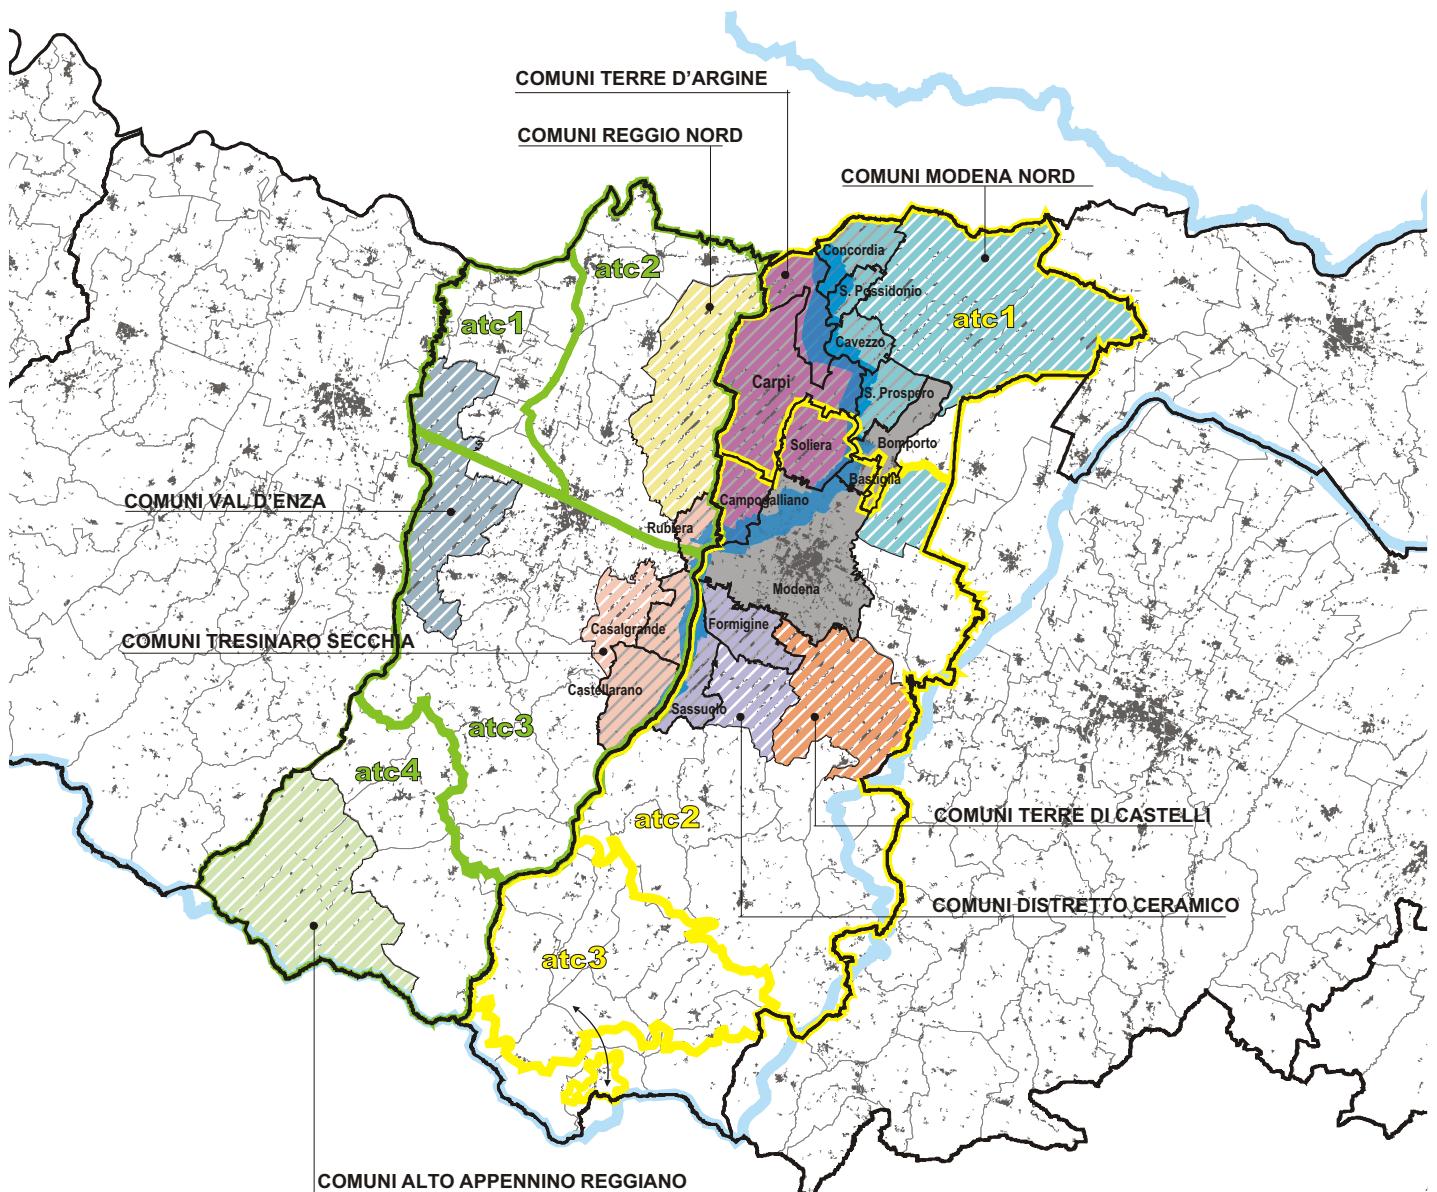 COMUNI TERRE D'ARGINE
COMUNI REGGIO NORD
COMUNI MODENA NORD
Concordia
atc2
S. Possidonio
atc1
atc1
Cavezzo
Carpi
S. Prospero
Soliera
Bomporto
Bastiglia
COMUNI VAL D'ENZA
Campogalliano
Rubiera
Modena
Formigine
Casalgrande
COMUNI TRESINARO SECCHIA
Castellarano
Sassuolo
atc3
atc4
atc2
COMUNI TERRE DI CASTELLI
COMUNI DISTRETTO CERAMICO
atc3
COMUNI ALTO APPENNINO REGGIANO